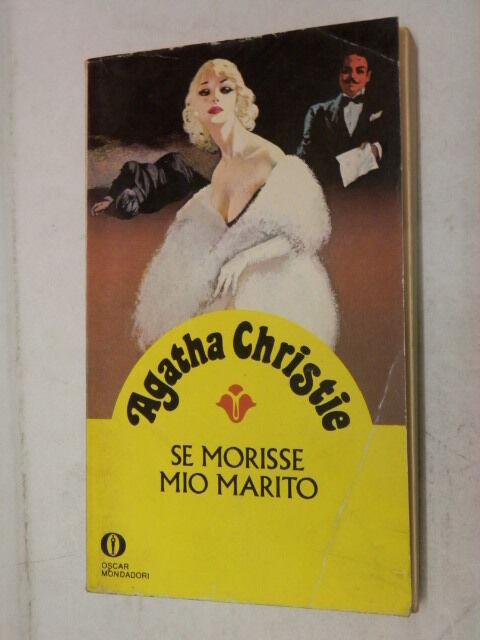 Agatha Christie
SE MORISSE
MIO MARITO
OSCAR
MONDADORI